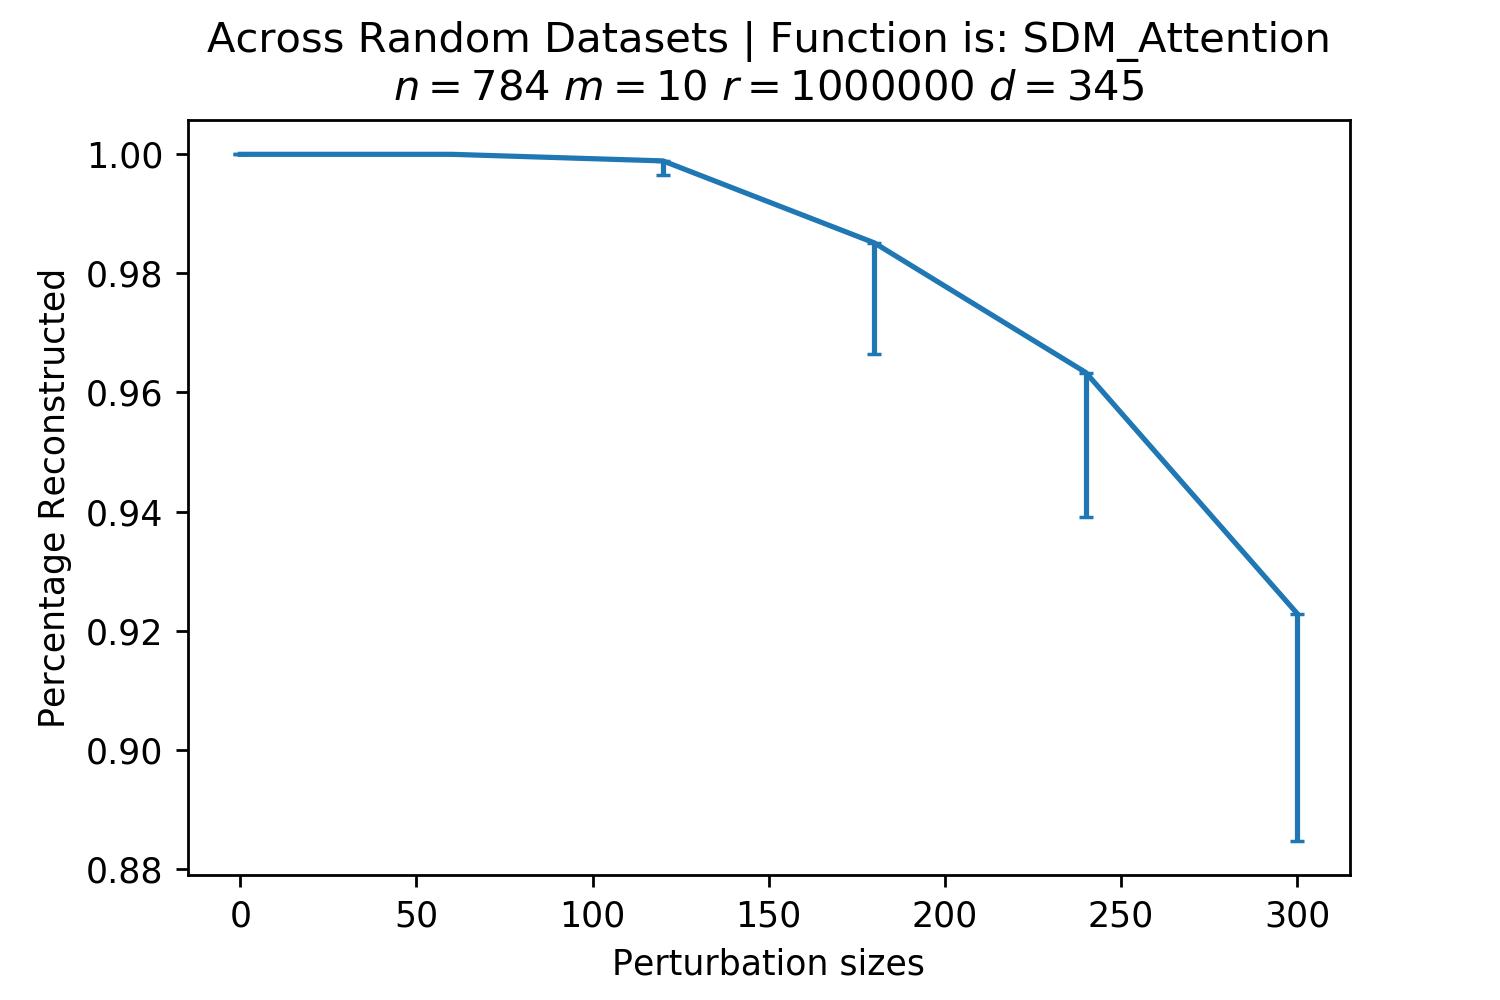 Across Random Datasets | Function is: SDM_Attention
n = 784 m = 10 r = 1000000 d = 345
1.00
0.98
0.96
0.94
0.92
0.90
0.88
Percentage Reconstructed
0 50 100 150 200 250 300
Perturbation sizes